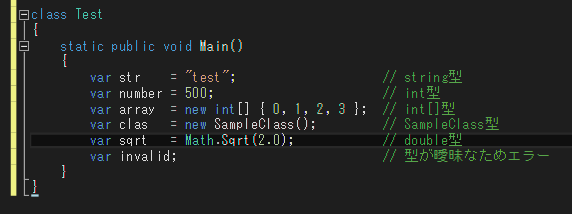 class Test
{
static public void Main()
{
var str = "test"; // string型
var number = 500; // int型
var array = new int[] { 0, 1, 2, 3 }; // int[]型
var clas = new SampleClass(); // SampleClass型
var sqrt = Math.Sqrt(2.0); // double型
var invalid; // 型が曖昧なためエラー
}
}